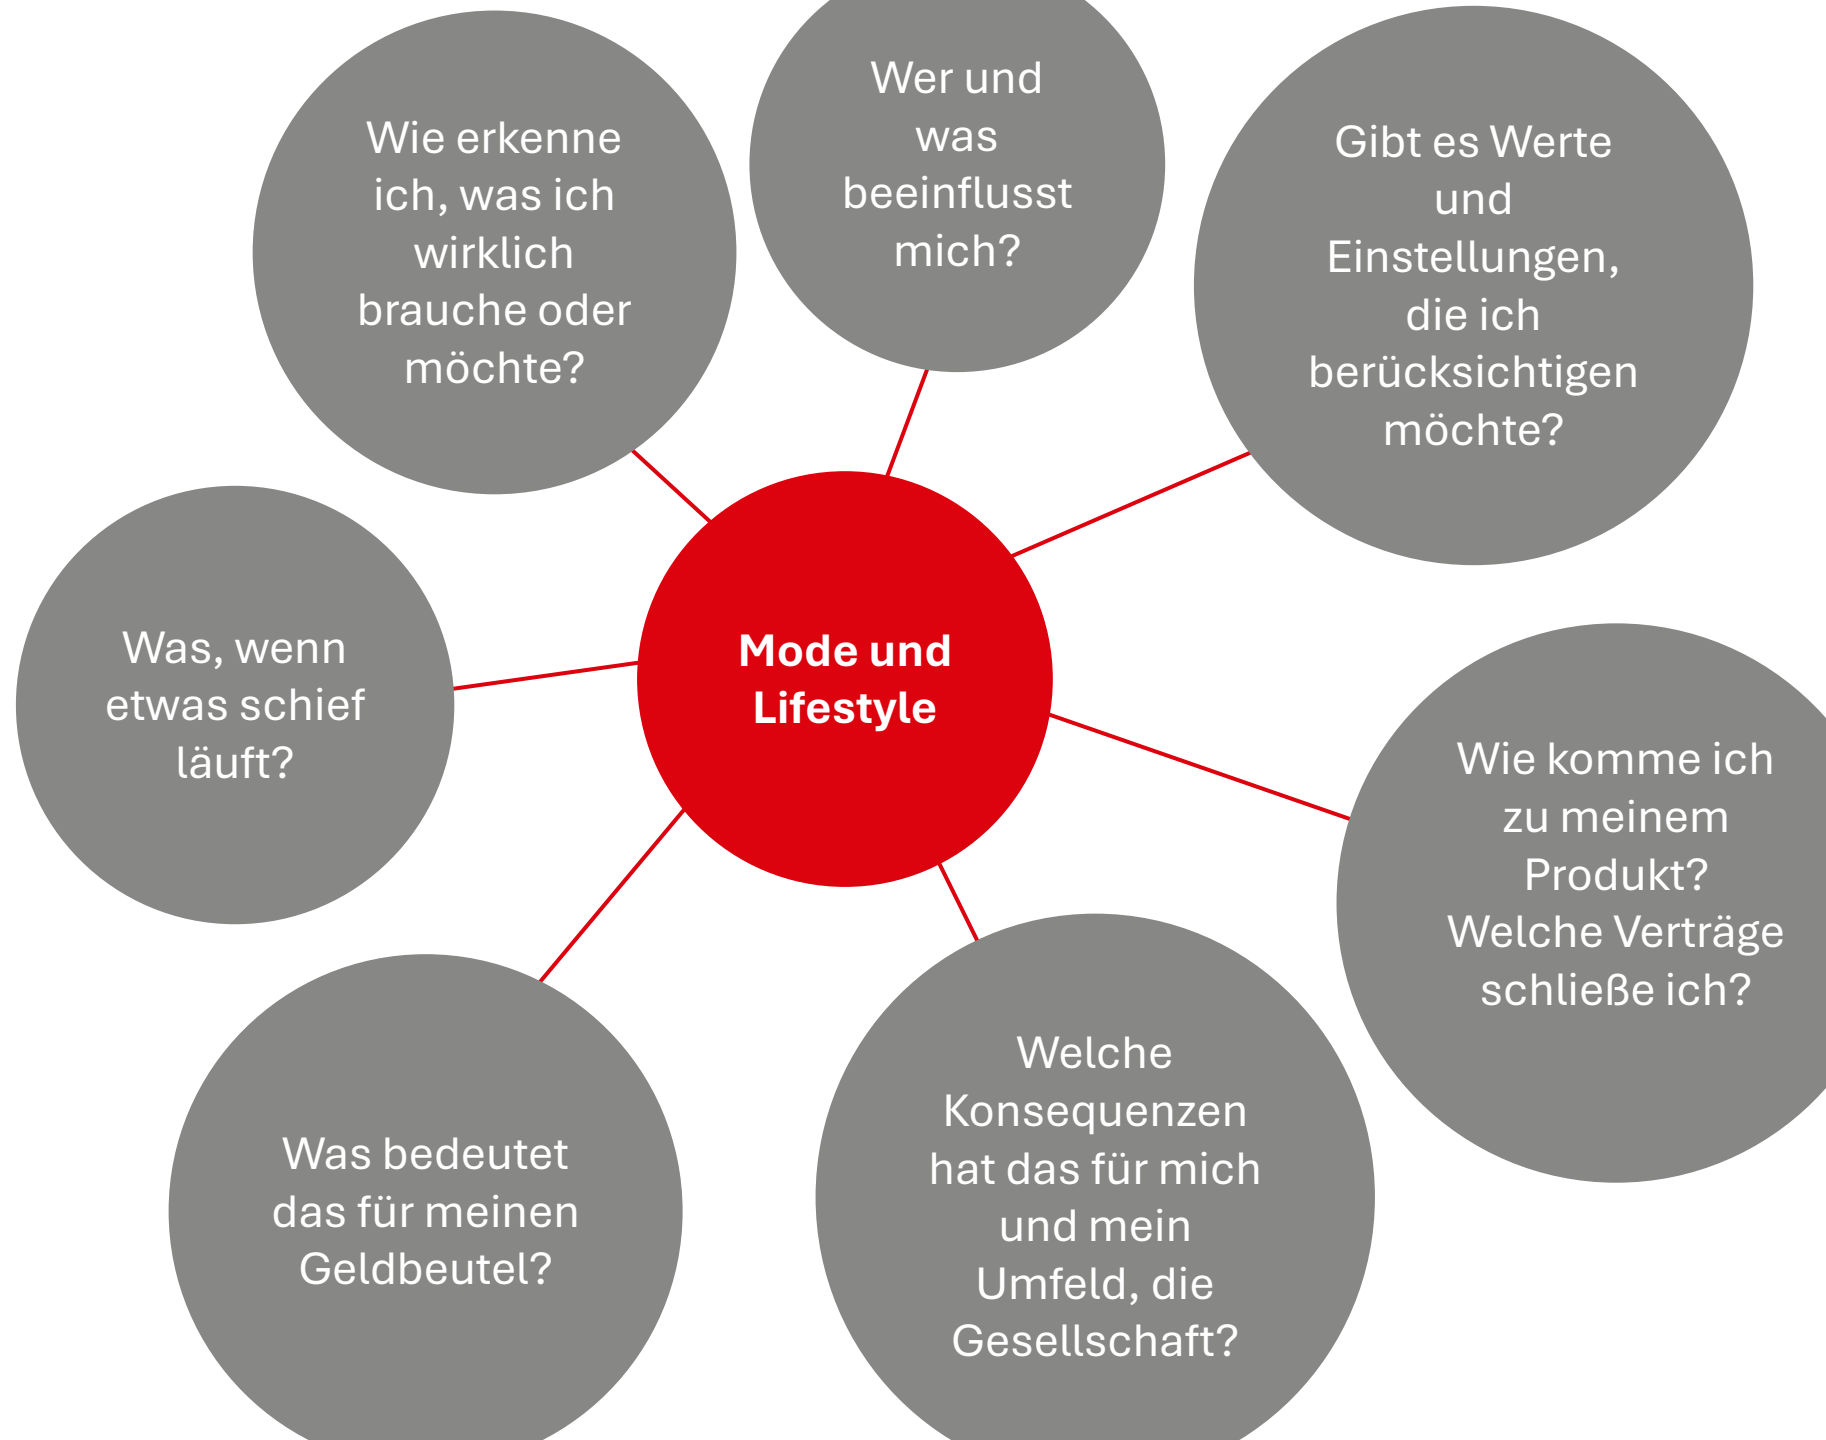 Wie erkenne
ich, was ich
wirklich
brauche oder
möchte?
Wer und
was
beeinflusst
mich?
Gibt es Werte
und
Einstellungen,
die ich
berücksichtigen
möchte?
Was, wenn
etwas schief
läuft?
Mode und
Lifestyle
Wie komme ich
zu meinem
Produkt?
Welche Verträge
schließe ich?
Was bedeutet
das für meinen
Geldbeutel?
Welche
Konsequenzen
hat das für mich
und mein
Umfeld, die
Gesellschaft?